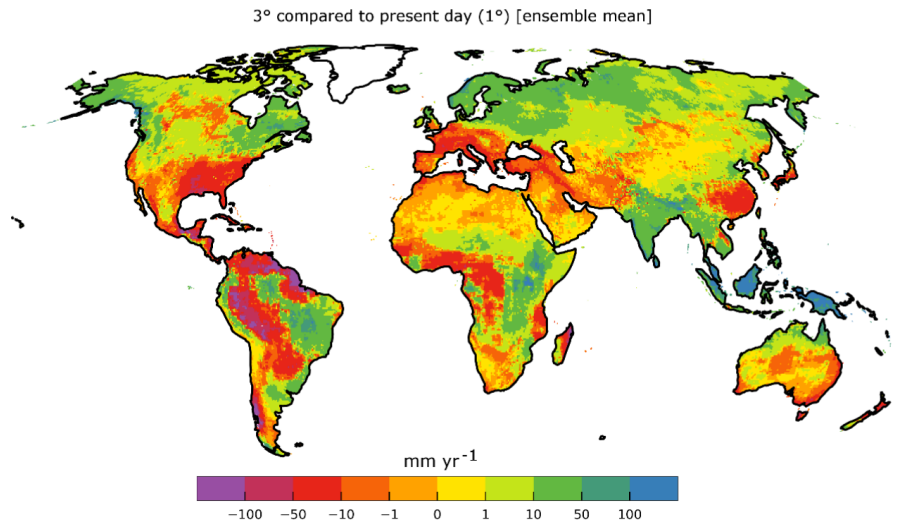 3° compared to present day (1°) [ensemble mean]
mm yr-1
−100 −50 −10 −1 0 1 10 50 100